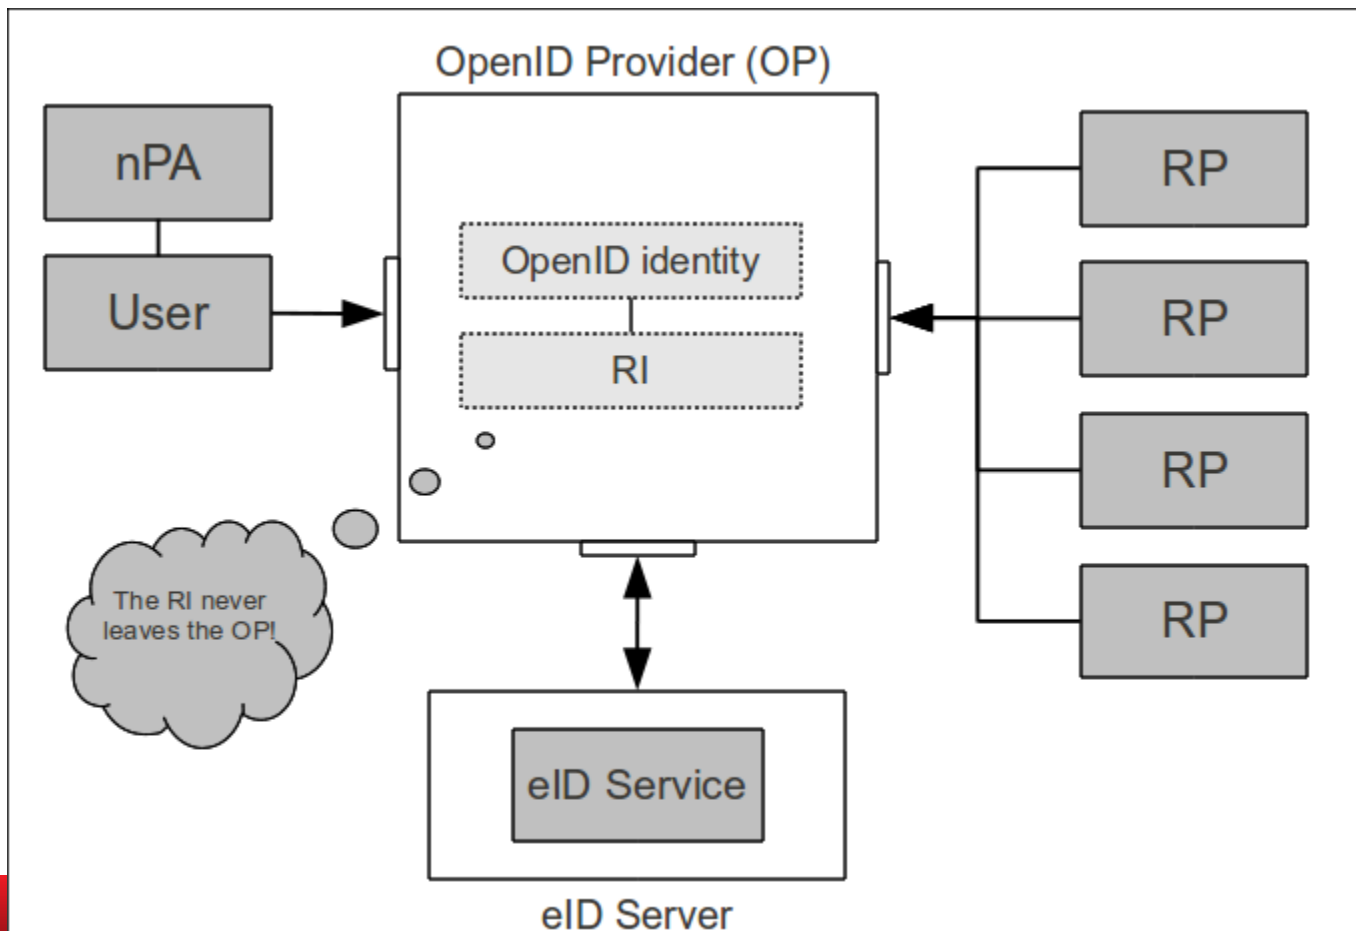 OpenID Provider (OP)
nPA
User
OpenID identity
RI
RP
RP
RP
RP
The RI never
leaves the OP!
eID Service
eID Server